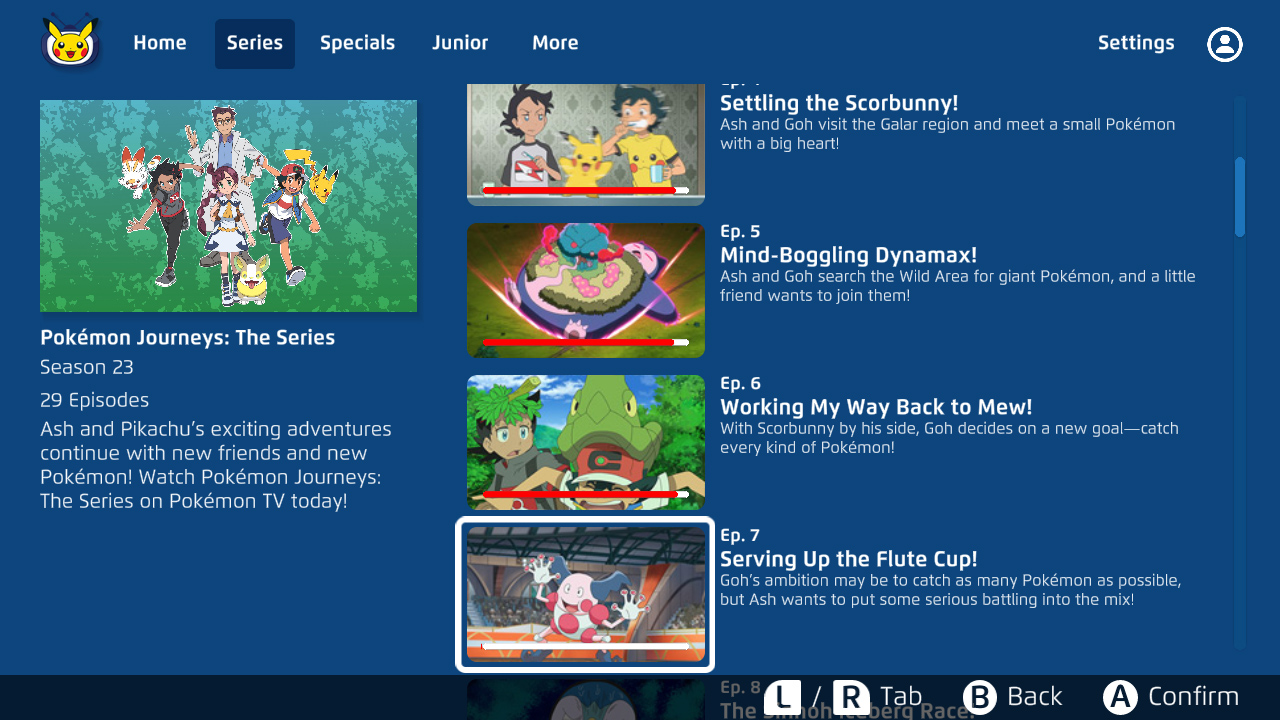 Home
Series
Specials
Junior
More
Settings
Settling the Scorbunny!
Ash and Goh visit the Galar region and meet a small Pokémon
with a big heart!
Ep. 5
Mind-Boggling Dynamax!
Ash and Goh search the Wild Area for giant Pokémon, and a little
friend wants to join them!
Pokémon Journeys: The Series
Season 23
29 Episodes
Ash and Pikachu’s exciting adventures
continue with new friends and new
Pokémon! Watch Pokémon Journeys:
The Series on Pokémon TV today!
Ep. 6
Working My Way Back to Mew!
With Scorbunny by his side, Goh decides on a new goal—catch
every kind of Pokémon!
Ep. 7
Serving Up the Flute Cup!
Goh’s ambition may be to catch as many Pokémon as possible,
but Ash wants to put some serious battling into the mix!
Ep. 8
The Sinnoh Iceberg Race!
L / R Tab
B Back
A Confirm